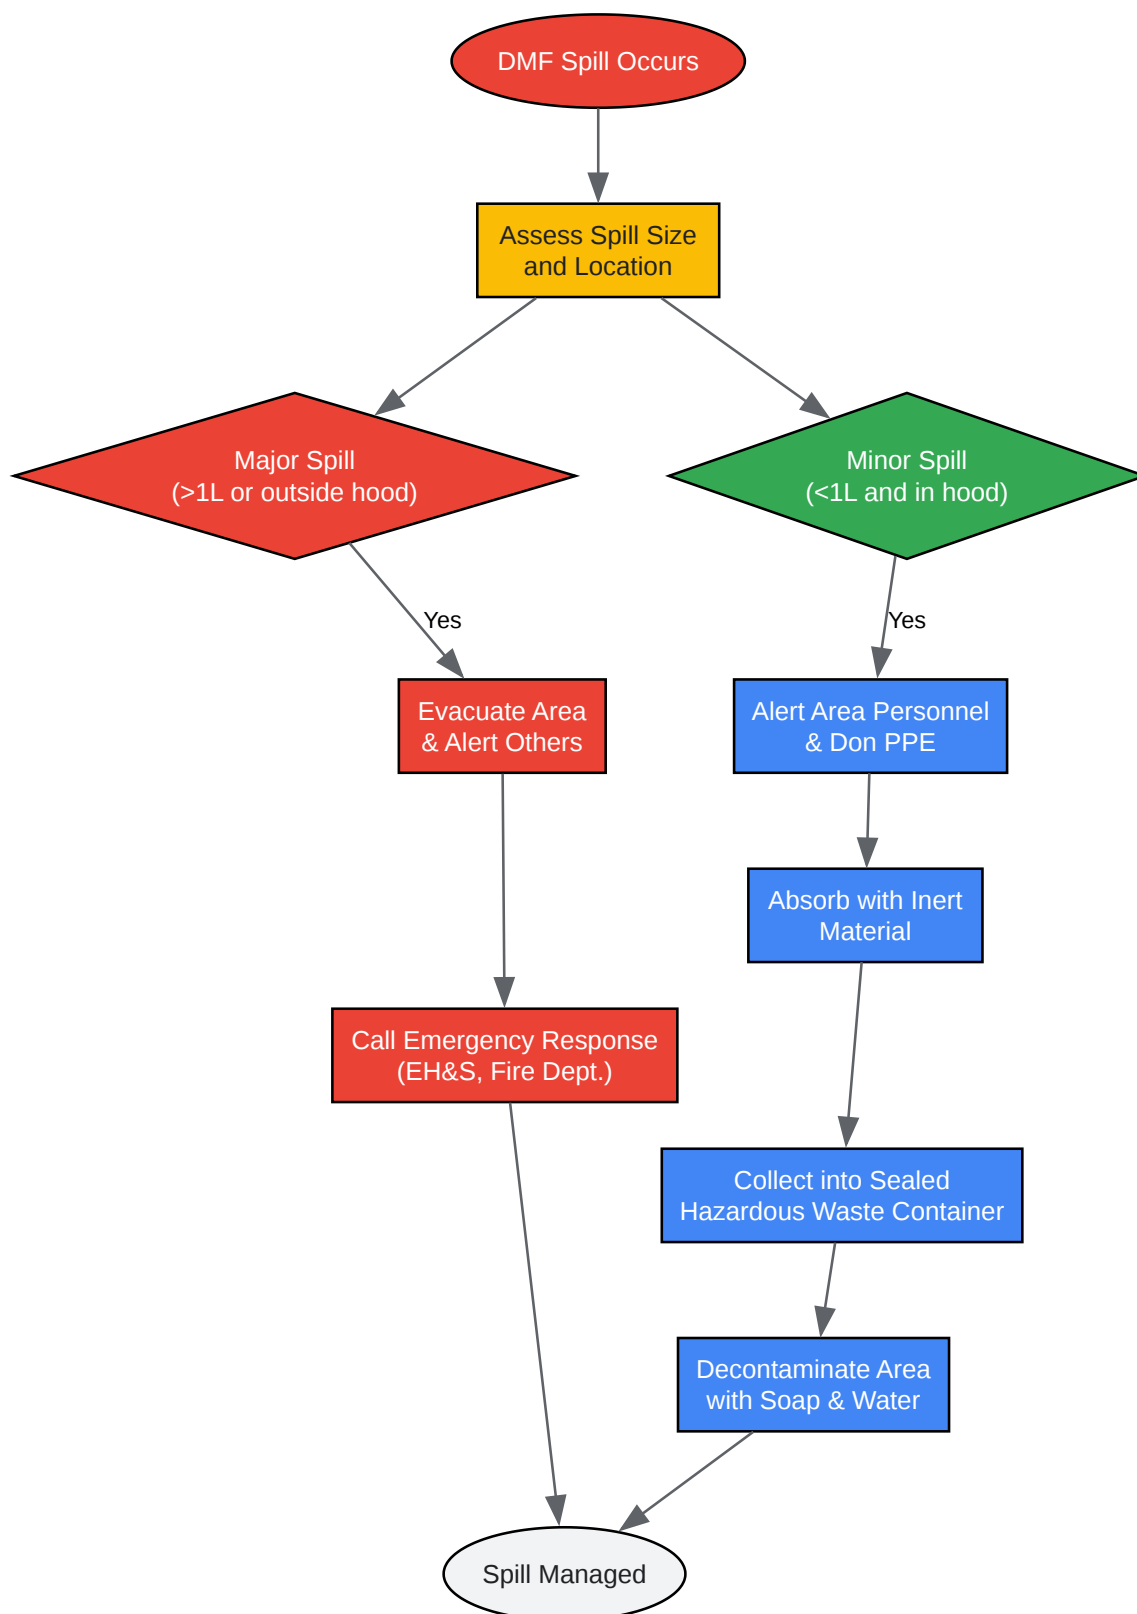 DMF Spill Occurs
Assess Spill Size
and Location
Major Spill
(>1L or outside hood)
Minor Spill
(<1L and in hood)
Yes
Yes
Evacuate Area
& Alert Others
Alert Area Personnel
& Don PPE
Absorb with Inert
Material
Call Emergency Response
(EH&S, Fire Dept.)
Collect into Sealed
Hazardous Waste Container
Decontaminate Area
with Soap & Water
Spill Managed